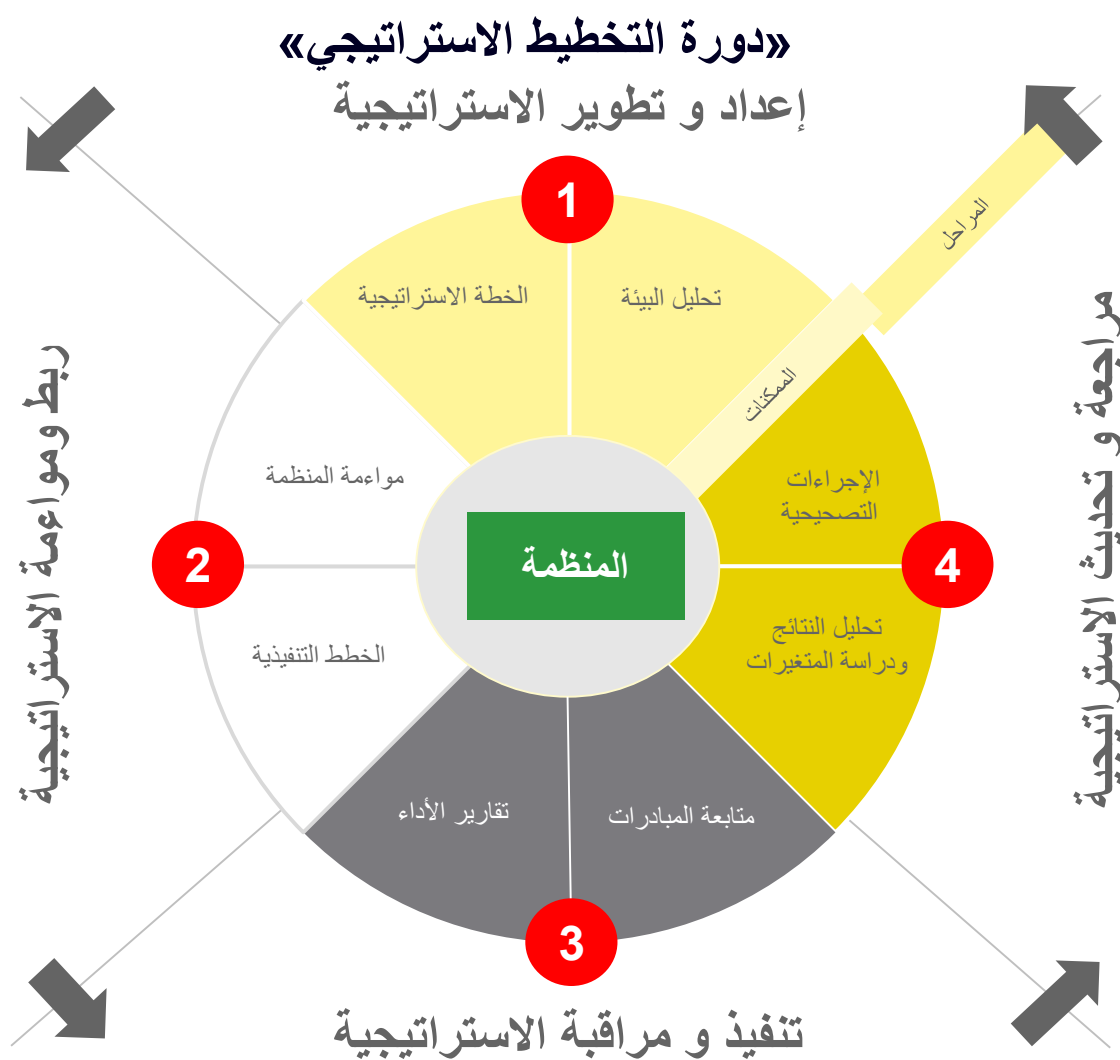 «دورة التخطيط الاستراتيجي»
إعداد و تطوير الاستراتيجية
1
المراحل
تحليل البيئة
الخطة الاستراتيجية
الممكنات
مراجعة و تحديث الاستراتيجية
ربط ومواءمة الاستراتيجية
مواءمة المنظمة
الإجراءات
التصحيحية
المنظمة
2
4
الخطط التنفيذية
تحليل النتائج
ودراسة المتغيرات
تقارير الأداء
متابعة المبادرات
3
تنفيذ و مراقبة الاستراتيجية